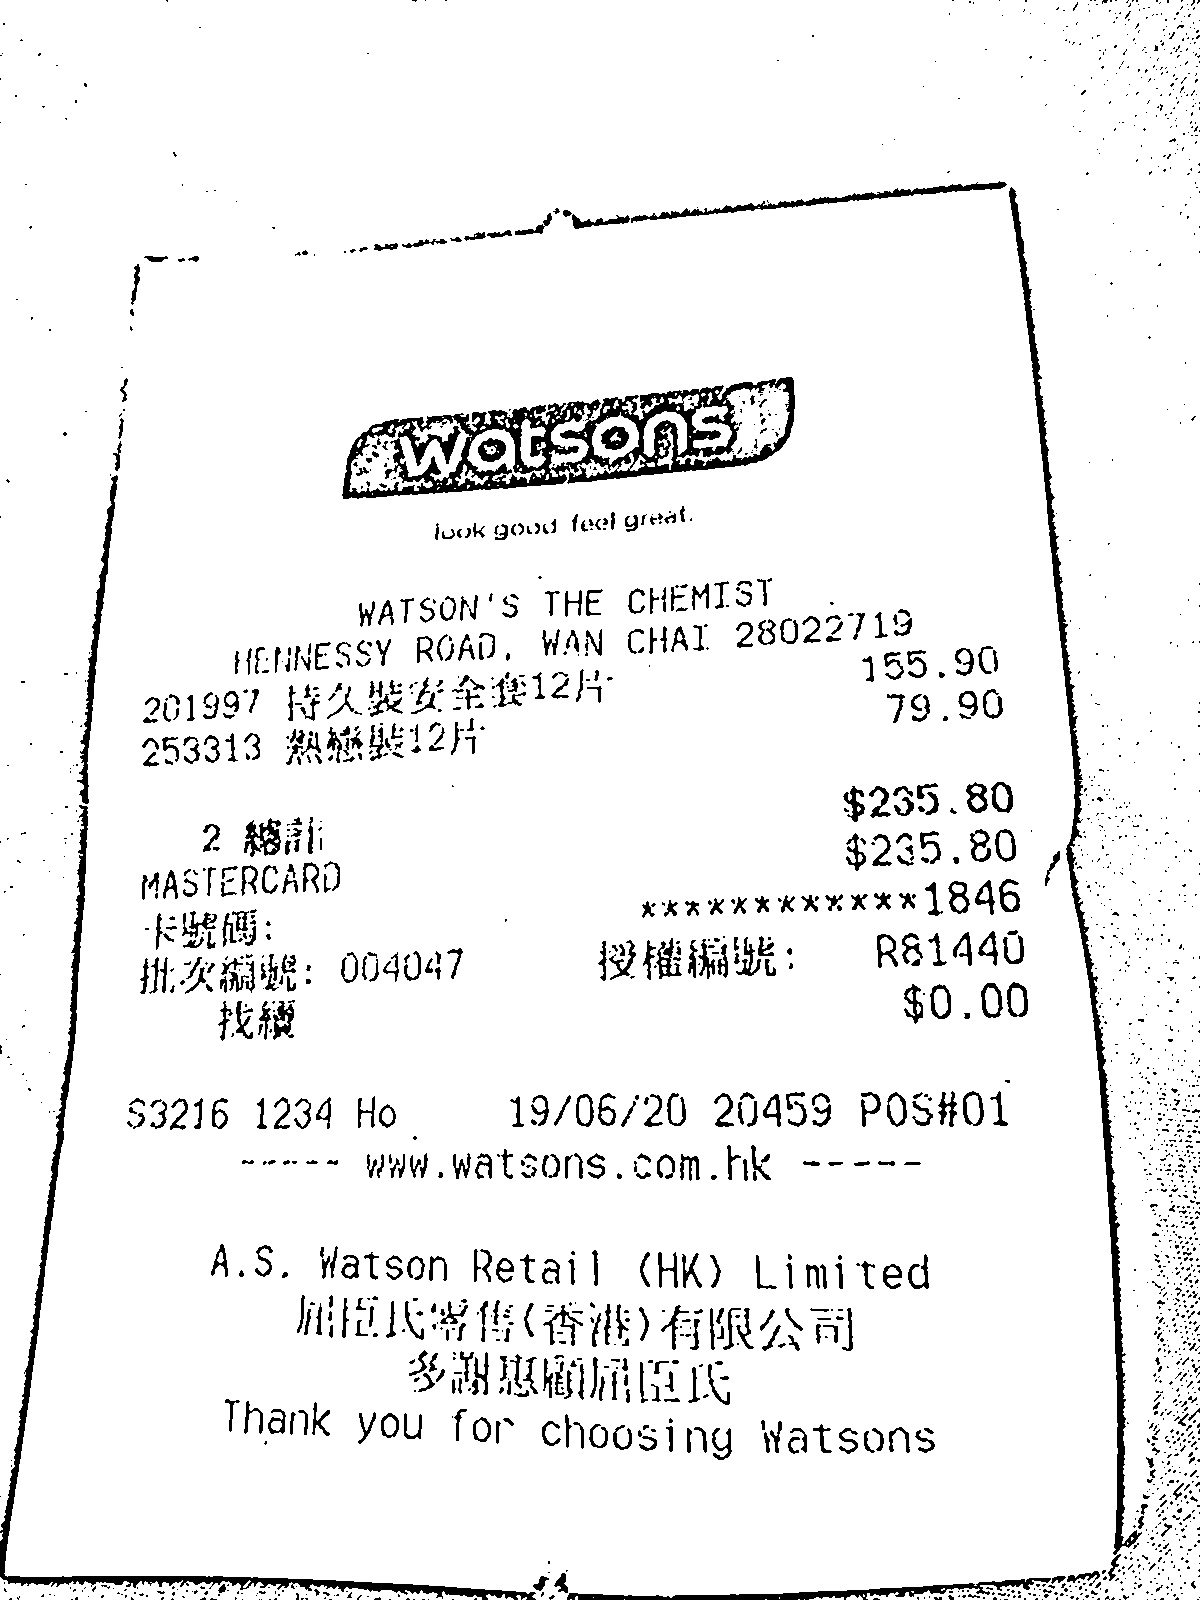 watsons
look good feel great.
WATSON'S THE CHEMIST
HENNESSY ROAD, WAN CHAI 28022719
201997 持久裝安全套12片 155.90
253313 熱戀裝12片 79.90
2 總計 $235.80
MASTERCARD $235.80
卡號碼: ************1846
批次編號: 004047 授權編號: R81440
找續 $0.00
S3216 1234 Ho 19/06/20 20459 POS#01
----- www.watsons.com.hk -----
A.S. Watson Retail (HK) Limited
屈臣氏零售(香港)有限公司
多謝惠顧屈臣氏
Thank you for choosing Watsons